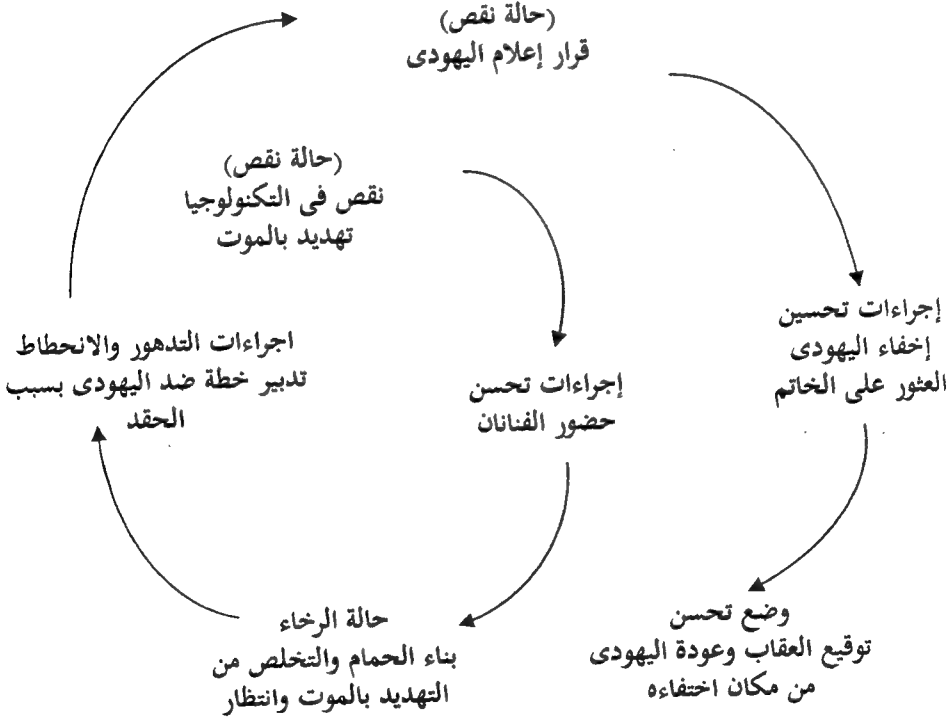 (حالة نقص)
قرار إعلام اليهودى
(حالة نقص)
نقص فى التكنولوجيا
تهديد بالموت
إجراءات تحسين
إخفاء اليهودى
العثور على الخاتم
إجراءات تحسن
حضور الفنانان
اجراءات التدهور والانحطاط
تدبير خطة ضد اليهودى بسبب
الحقد
حالة الرخاء
بناء الحمام والتخلص من
التهديد بالموت وانتظار
وضع تحسن
توقيع العقاب وعودة اليهودى
من مكان اختفاءه